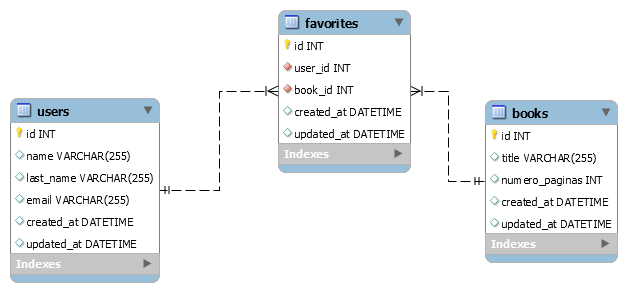 favorites
id INT
user_id INT
book_id INT
created_at DATETIME
updated_at DATETIME
Indexes
users
id INT
name VARCHAR(255)
last_name VARCHAR(255)
email VARCHAR(255)
created_at DATETIME
updated_at DATETIME
Indexes
books
id INT
title VARCHAR(255)
numero_paginas INT
created_at DATETIME
updated_at DATETIME
Indexes